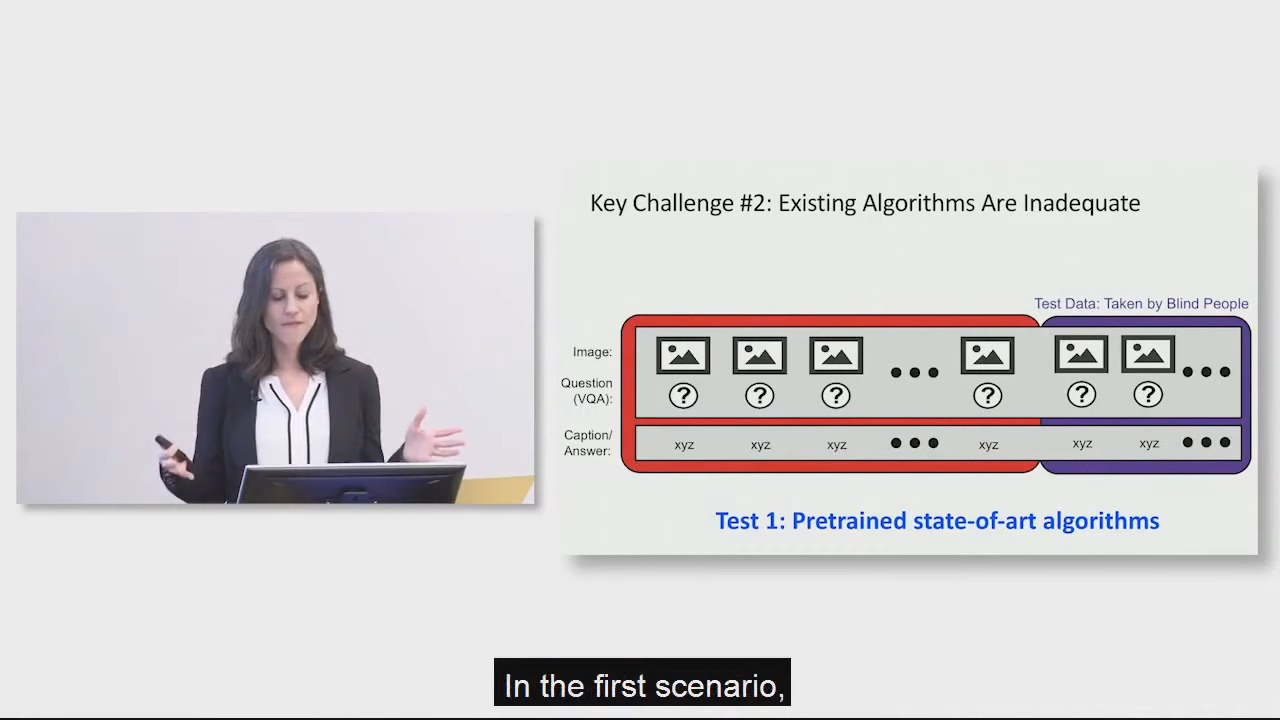 Key Challenge #2: Existing Algorithms Are Inadequate
Test Data: Taken by Blind People
Image:
Question
(VQA):
? ? ? ? ? ?
Caption/
Answer:
xyz xyz xyz xyz xyz xyz
Test 1: Pretrained state-of-art algorithms
In the first scenario,